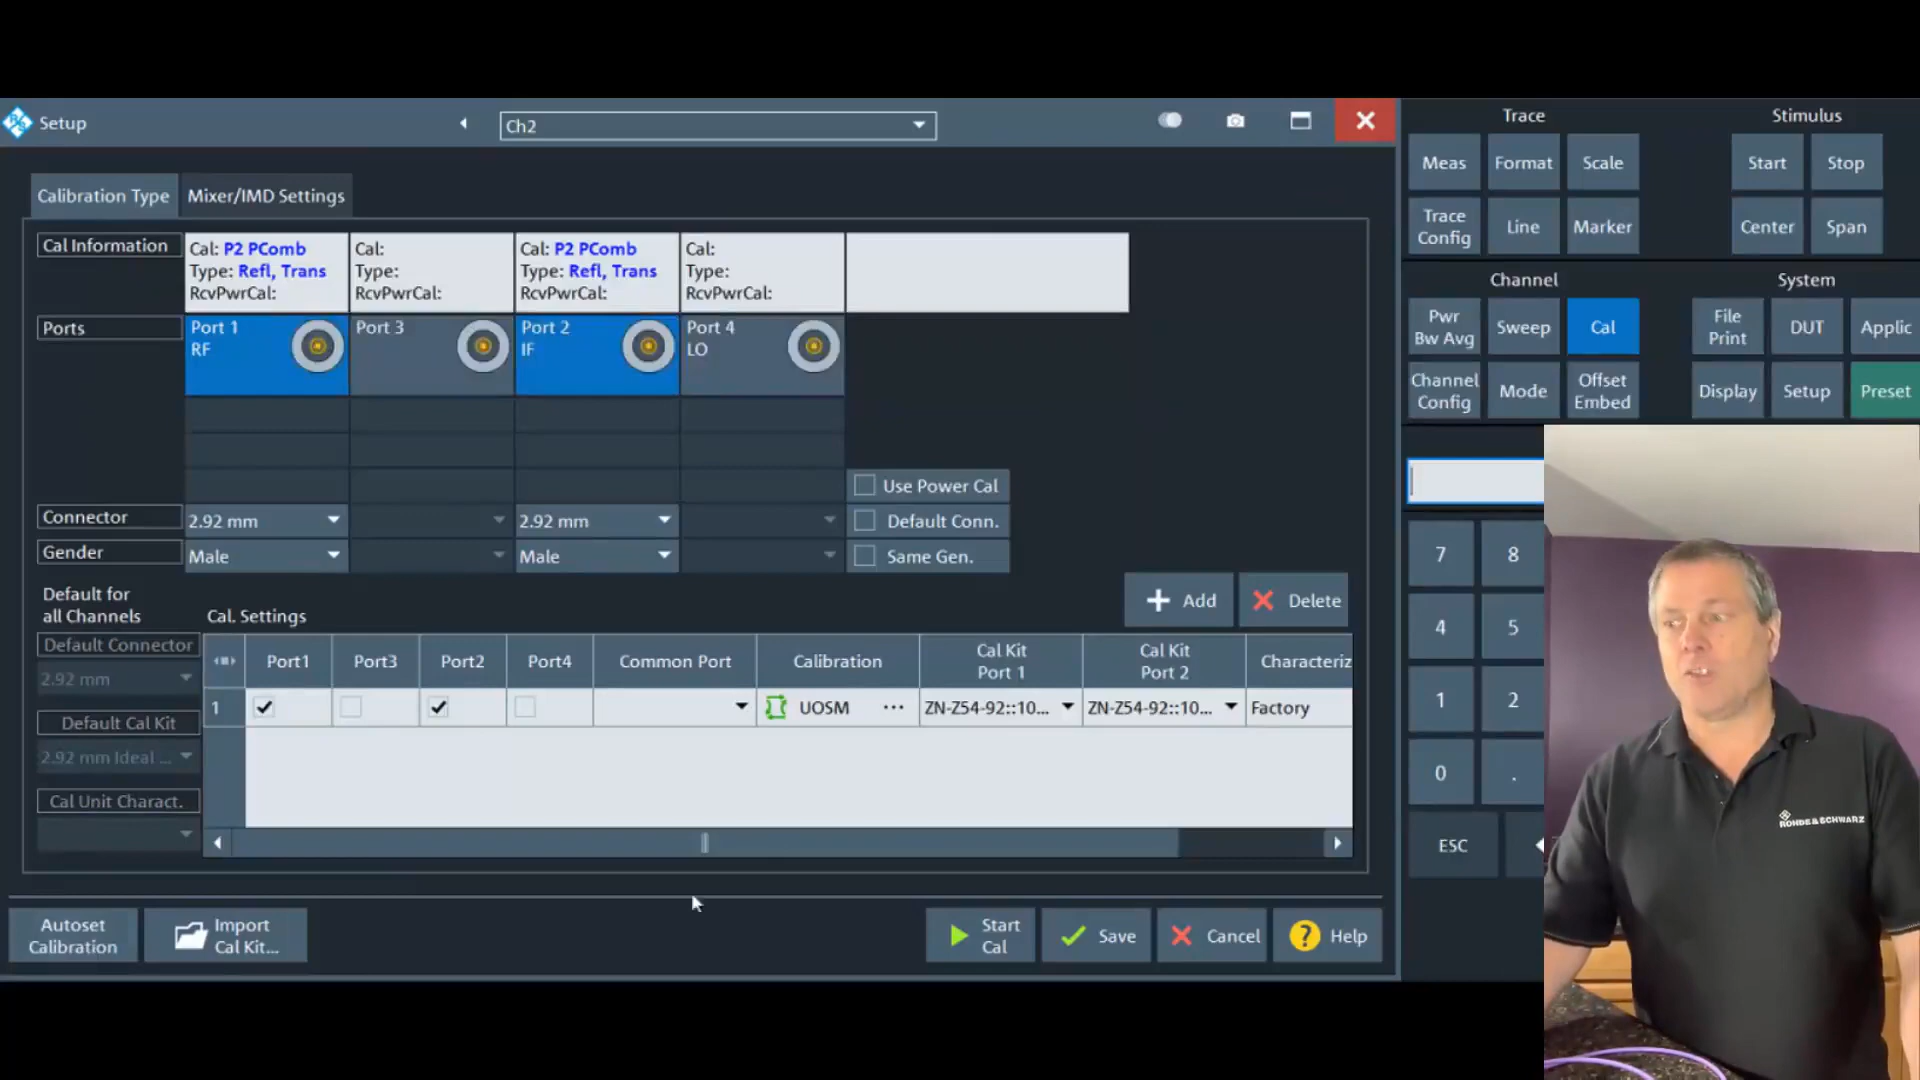 Setup
Ch2
Calibration Type
Mixer/IMD Settings
Cal Information
Cal: P2 PComb
Type: Refl, Trans
RcvPwrCal:
Cal:
Type:
RcvPwrCal:
Cal: P2 PComb
Type: Refl, Trans
RcvPwrCal:
Cal:
Type:
RcvPwrCal:
Ports
Port 1
RF
Port 3
Port 2
IF
Port 4
LO
Use Power Cal
Connector
2.92 mm
2.92 mm
Default Conn.
Gender
Male
Male
Same Gen.
Default for
all Channels
Cal. Settings
Add
Delete
Default Connector
2.92 mm
Default Cal Kit
2.92 mm Ideal ...
Cal Unit Charact.
Port1
Port3
Port2
Port4
Common Port
Calibration
Cal Kit
Port 1
Cal Kit
Port 2
Characteriz
1
UOSM
...
ZN-Z54-92::10...
ZN-Z54-92::10...
Factory
Autoset
Calibration
Import
Cal Kit...
Start
Cal
Save
Cancel
? Help
Trace
Meas
Format
Scale
Trace
Config
Line
Marker
Stimulus
Start
Stop
Center
Span
Channel
Pwr
Bw Avg
Sweep
Cal
Channel
Config
Mode
Offset
Embed
System
File
Print
DUT
Applic
Display
Setup
Preset
7
8
4
5
1
2
0
.
ESC
ROHDE & SCHWARZ